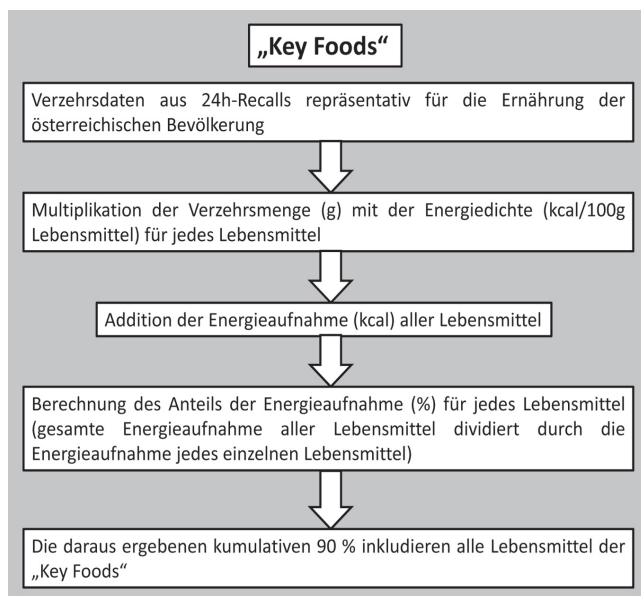 „Key Foods“
Verzehrsdaten aus 24h-Recalls repräsentativ für die Ernährung der
österreichischen Bevölkerung
Multiplikation der Verzehrsmenge (g) mit der Energiedichte (kcal/100g
Lebensmittel) für jedes Lebensmittel
Addition der Energieaufnahme (kcal) aller Lebensmittel
Berechnung des Anteils der Energieaufnahme (%) für jedes Lebensmittel
(gesamte Energieaufnahme aller Lebensmittel dividiert durch die
Energieaufnahme jedes einzelnen Lebensmittel)
Die daraus ergebenen kumulativen 90 % inkludieren alle Lebensmittel der
„Key Foods“